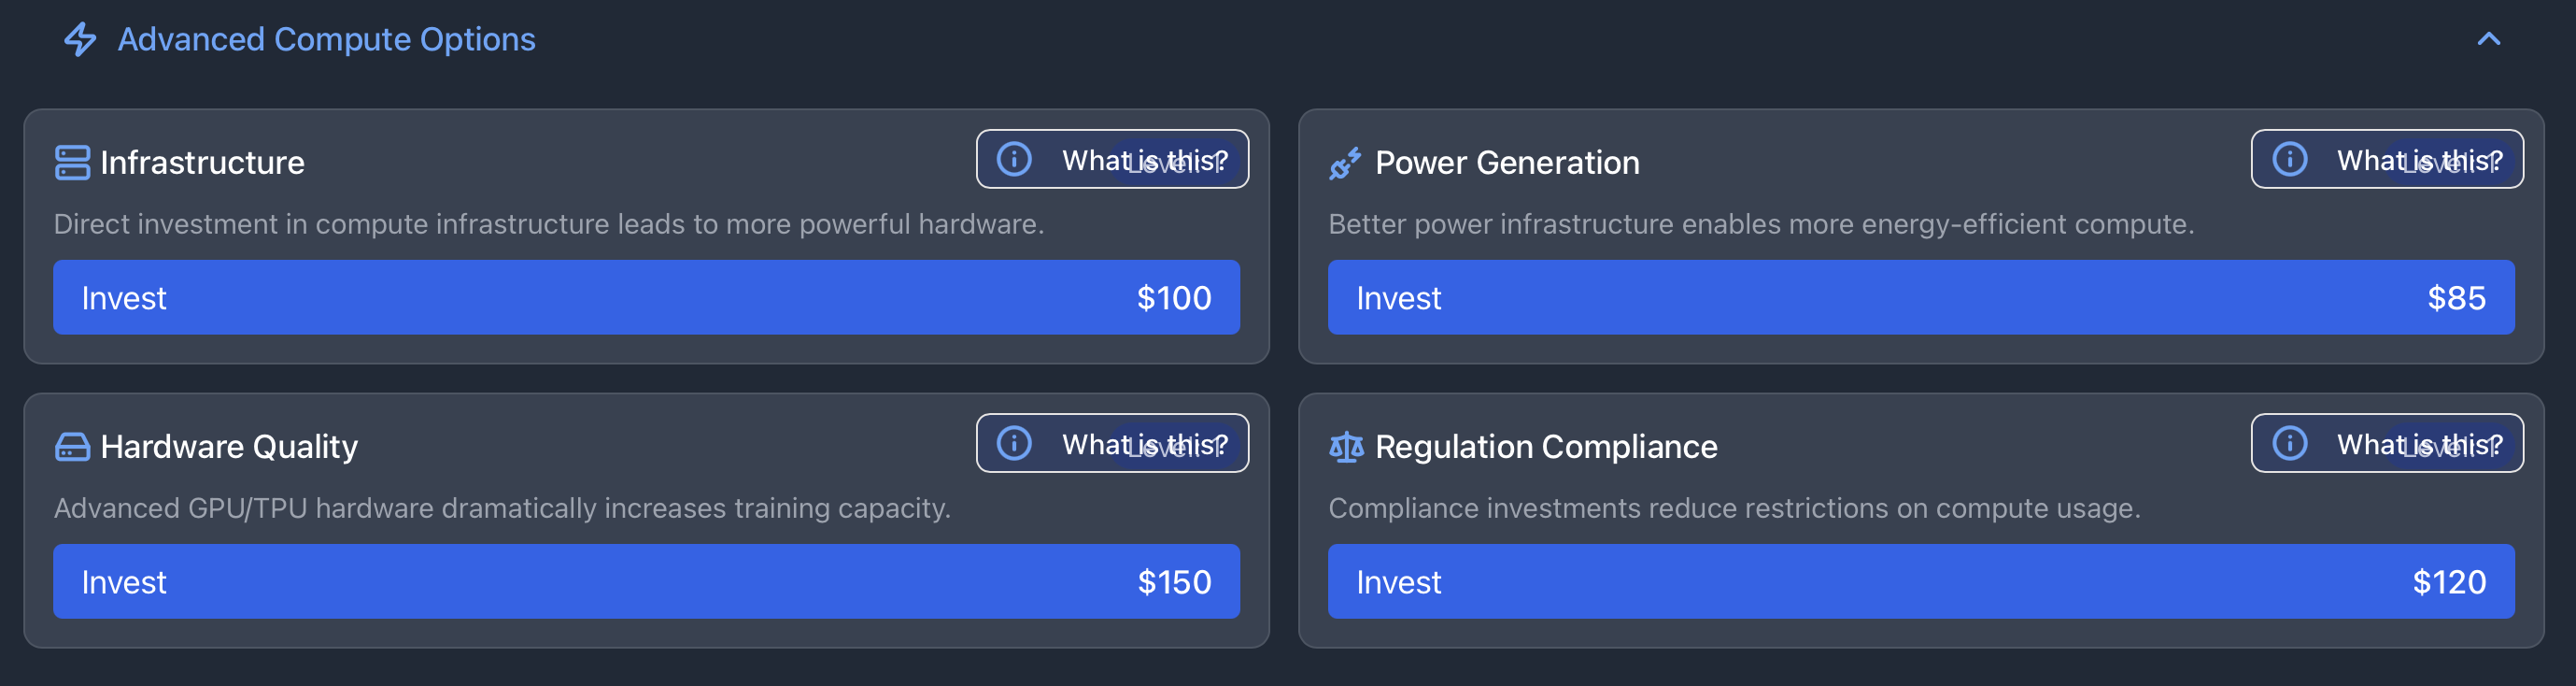 Advanced Compute Options
Infrastructure
What is this?
Level: 1
Direct investment in compute infrastructure leads to more powerful hardware.
Invest $100
Power Generation
What is this?
Level: 1
Better power infrastructure enables more energy-efficient compute.
Invest $85
Hardware Quality
What is this?
Level: 1
Advanced GPU/TPU hardware dramatically increases training capacity.
Invest $150
Regulation Compliance
What is this?
Level: 1
Compliance investments reduce restrictions on compute usage.
Invest $120